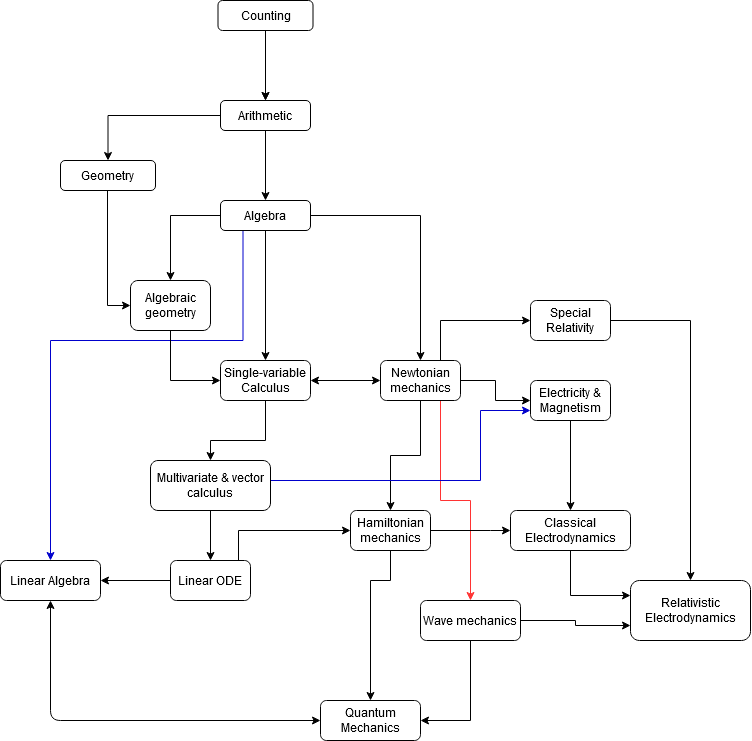 Counting
Arithmetic
Geometry
Algebra
Algebraic
geometry
Special
Relativity
Single-variable
Calculus
Newtonian
mechanics
Electricity &
Magnetism
Multivariate & vector
calculus
Hamiltonian
mechanics
Classical
Electrodynamics
Linear Algebra
Linear ODE
Relativistic
Electrodynamics
Wave mechanics
Quantum
Mechanics